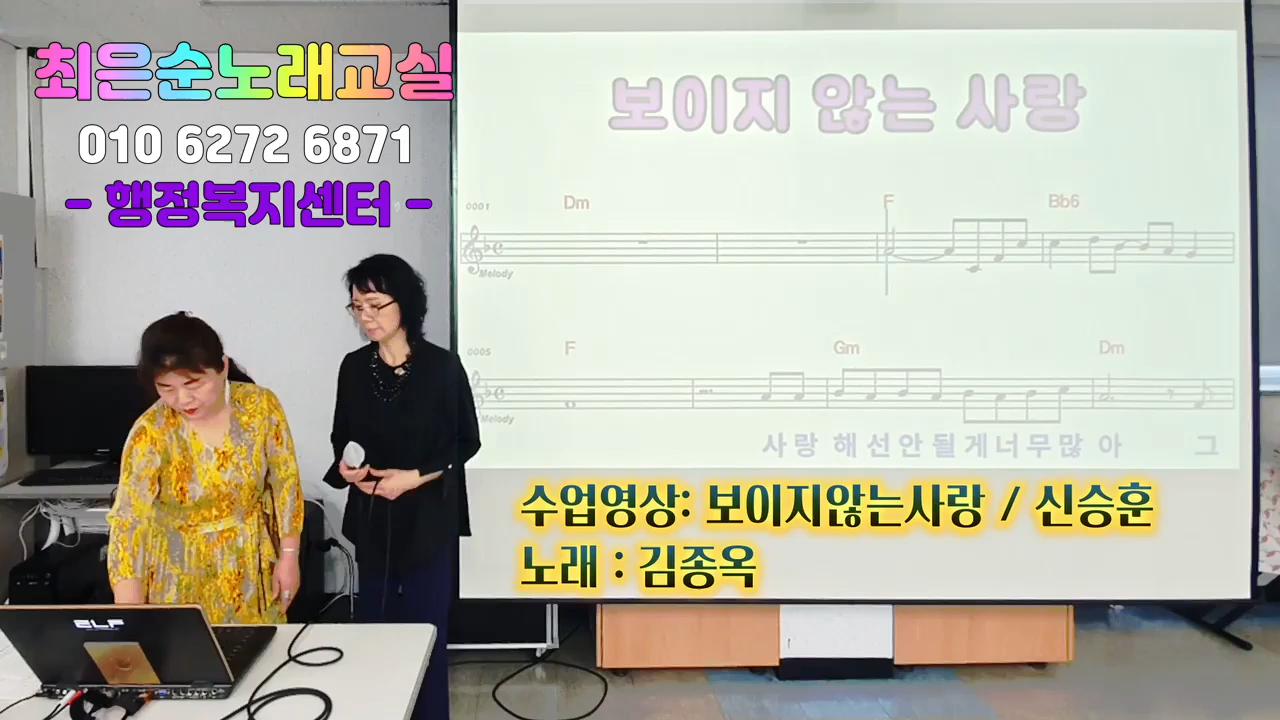 최은순노래교실
010 6272 6871
- 행정복지센터 -
보이지 않는 사랑
0001 Dm F Bb6
Melody
0005 F Gm Dm
Melody
사랑 해선안될게너무많 아 그
수업영상: 보이지않는사랑 / 신승훈
노래 : 김종옥
ELF